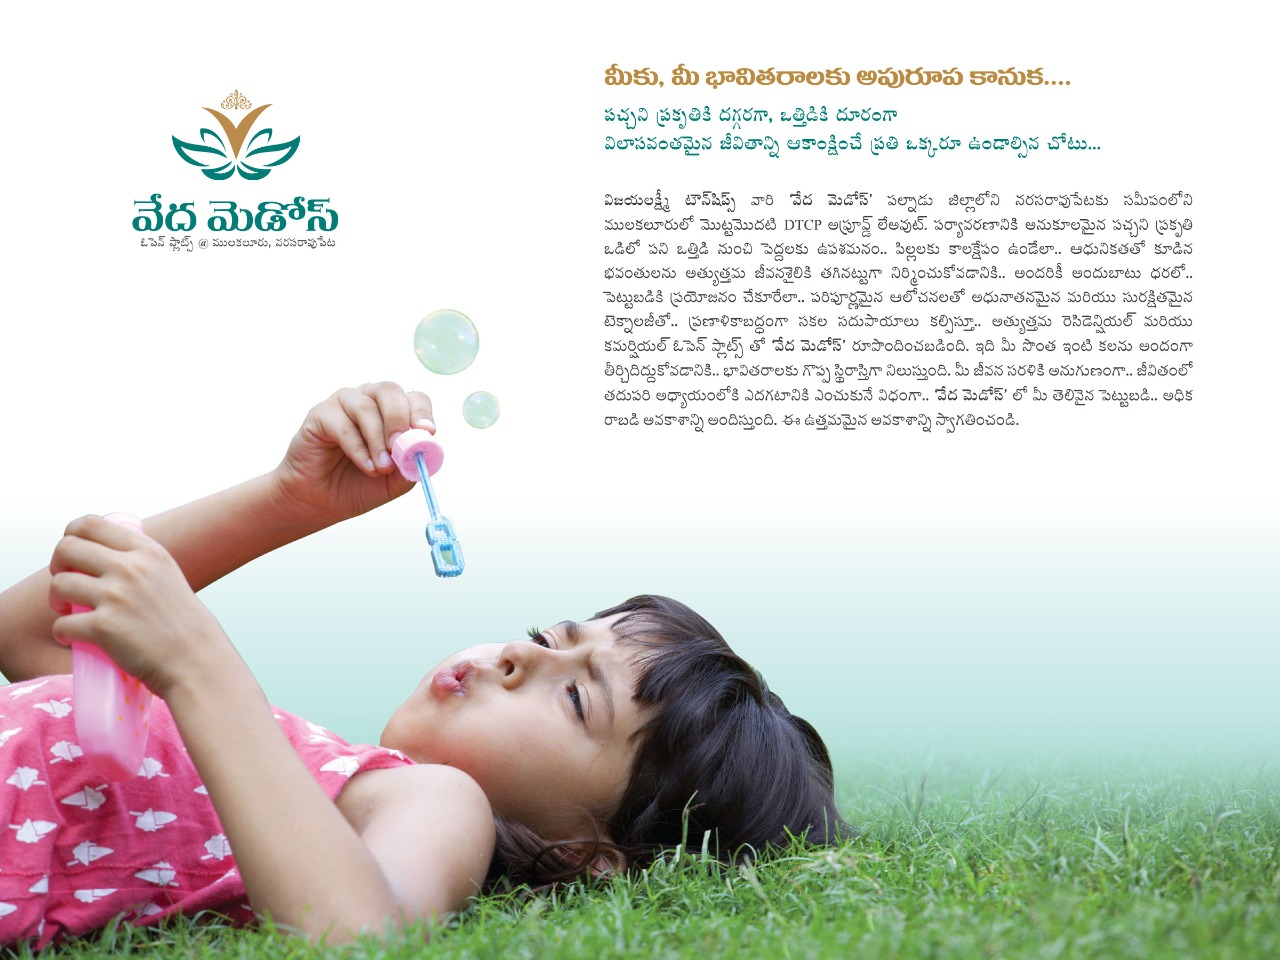 వేద మెడోస్
ఓపెన్ ప్లాట్స్ @ ములకలూరు, నరసరావుపేట
మీకు, మీ భావితరాలకు అపురూప కానుక....
పచ్చని ప్రకృతికి దగ్గరగా, ఒత్తిడికి దూరంగా
విలాసవంతమైన జీవితాన్ని ఆకాంక్షించే ప్రతి ఒక్కరూ ఉండాల్సిన చోటు...
విజయలక్ష్మీ టౌన్‌షిప్స్ వారి ‘వేద మెడోస్’ పల్నాడు జిల్లాలోని నరసరావుపేటకు సమీపంలోని
ములకలూరులో మొట్టమొదటి DTCP అప్రూవ్డ్ లేఅవుట్. పర్యావరణానికి అనుకూలమైన పచ్చని ప్రకృతి
ఒడిలో పని ఒత్తిడి నుంచి పెద్దలకు ఉపశమనం.. పిల్లలకు కాలక్షేపం ఉండేలా.. ఆధునికతతో కూడిన
భవంతులను అత్యుత్తమ జీవనశైలికి తగినట్టుగా నిర్మించుకోవడానికి.. అందరికీ అందుబాటు ధరలో..
పెట్టుబడికి ప్రయోజనం చేకూరేలా.. పరిపూర్ణమైన ఆలోచనలతో అధునాతనమైన మరియు సురక్షితమైన
టెక్నాలజీతో.. ప్రణాళికాబద్ధంగా సకల సదుపాయాలు కల్పిస్తూ.. అత్యుత్తమ రెసిడెన్షియల్ మరియు
కమర్షియల్ ఓపెన్ ప్లాట్స్ తో ‘వేద మెడోస్’ రూపొందించబడింది. ఇది మీ సొంత ఇంటి కలను అందంగా
తీర్చిదిద్దుకోవడానికి.. భావితరాలకు గొప్ప స్థిరాస్తిగా నిలుస్తుంది. మీ జీవన సరళికి అనుగుణంగా.. జీవితంలో
తదుపరి అధ్యాయంలోకి ఎదగటానికి ఎంచుకునే విధంగా.. ‘వేద మెడోస్’ లో మీ తెలివైన పెట్టుబడి.. అధిక
రాబడి అవకాశాన్ని అందిస్తుంది. ఈ ఉత్తమమైన అవకాశాన్ని స్వాగతించండి.